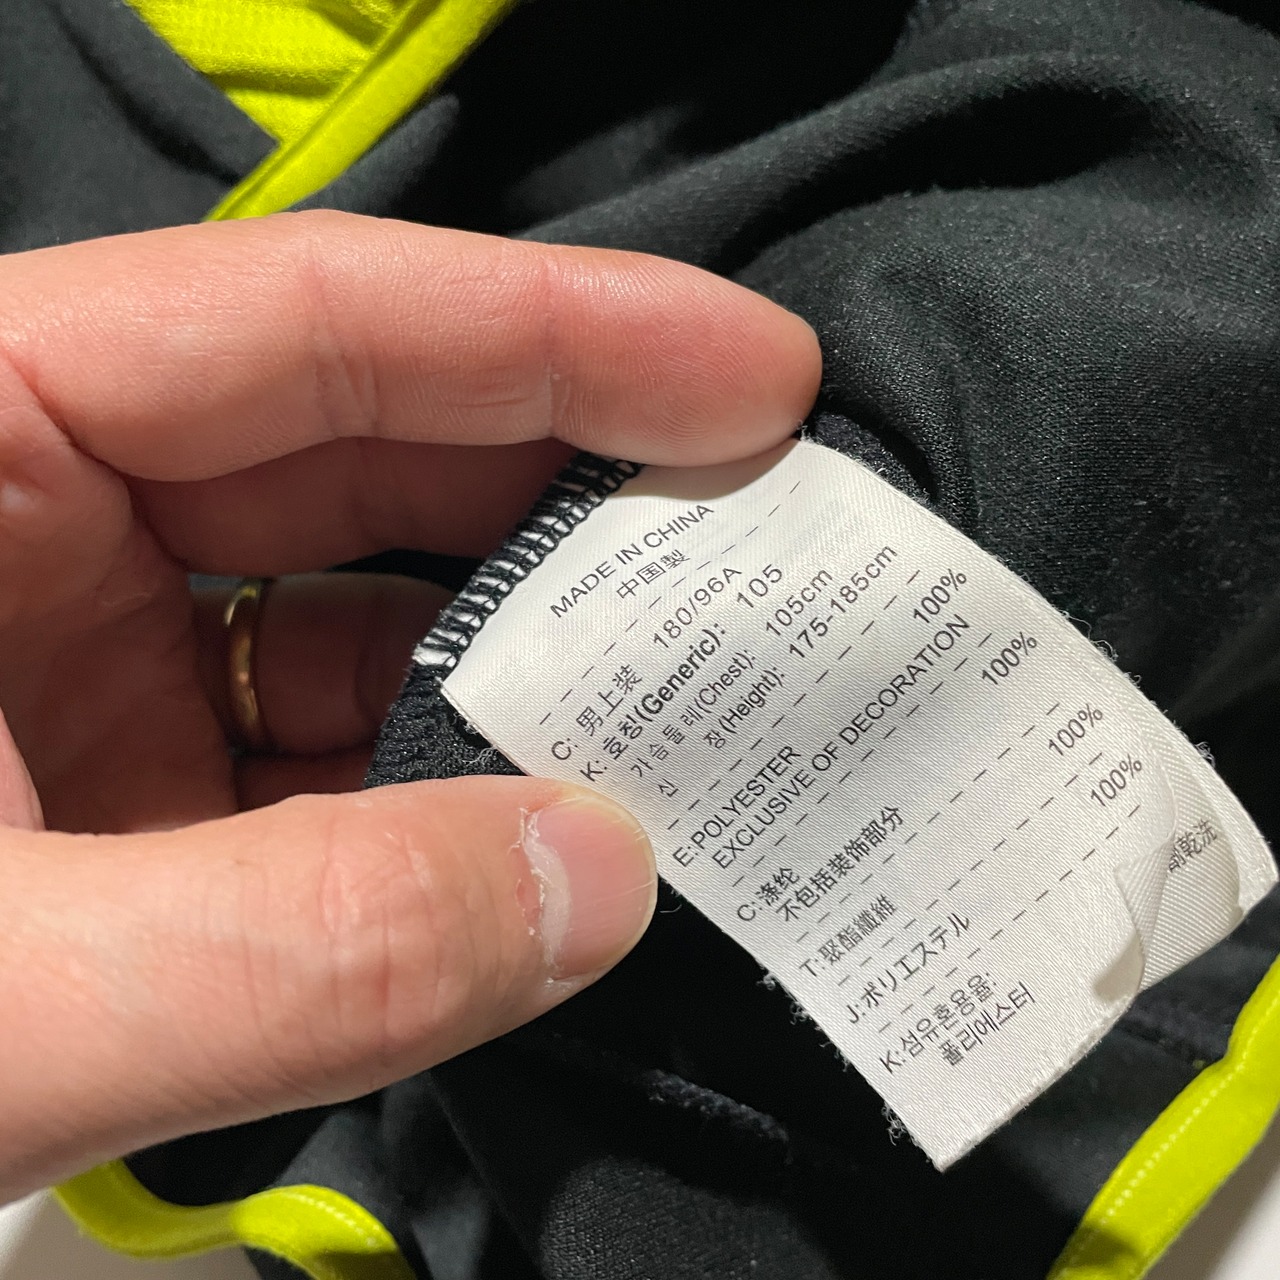 MADE IN CHINA
中国製
C: 男上装 180/96A
K: 호칭(Generic): 105
가슴둘레(Chest): 105cm
신 장(Height): 175-185cm
E:POLYESTER 100%
EXCLUSIVE OF DECORATION
C:涤纶 100%
不包括装饰部分
T:聚酯纖維 100%
J:ポリエステル 100%
K:섬유혼용율:
폴리에스터
乾洗